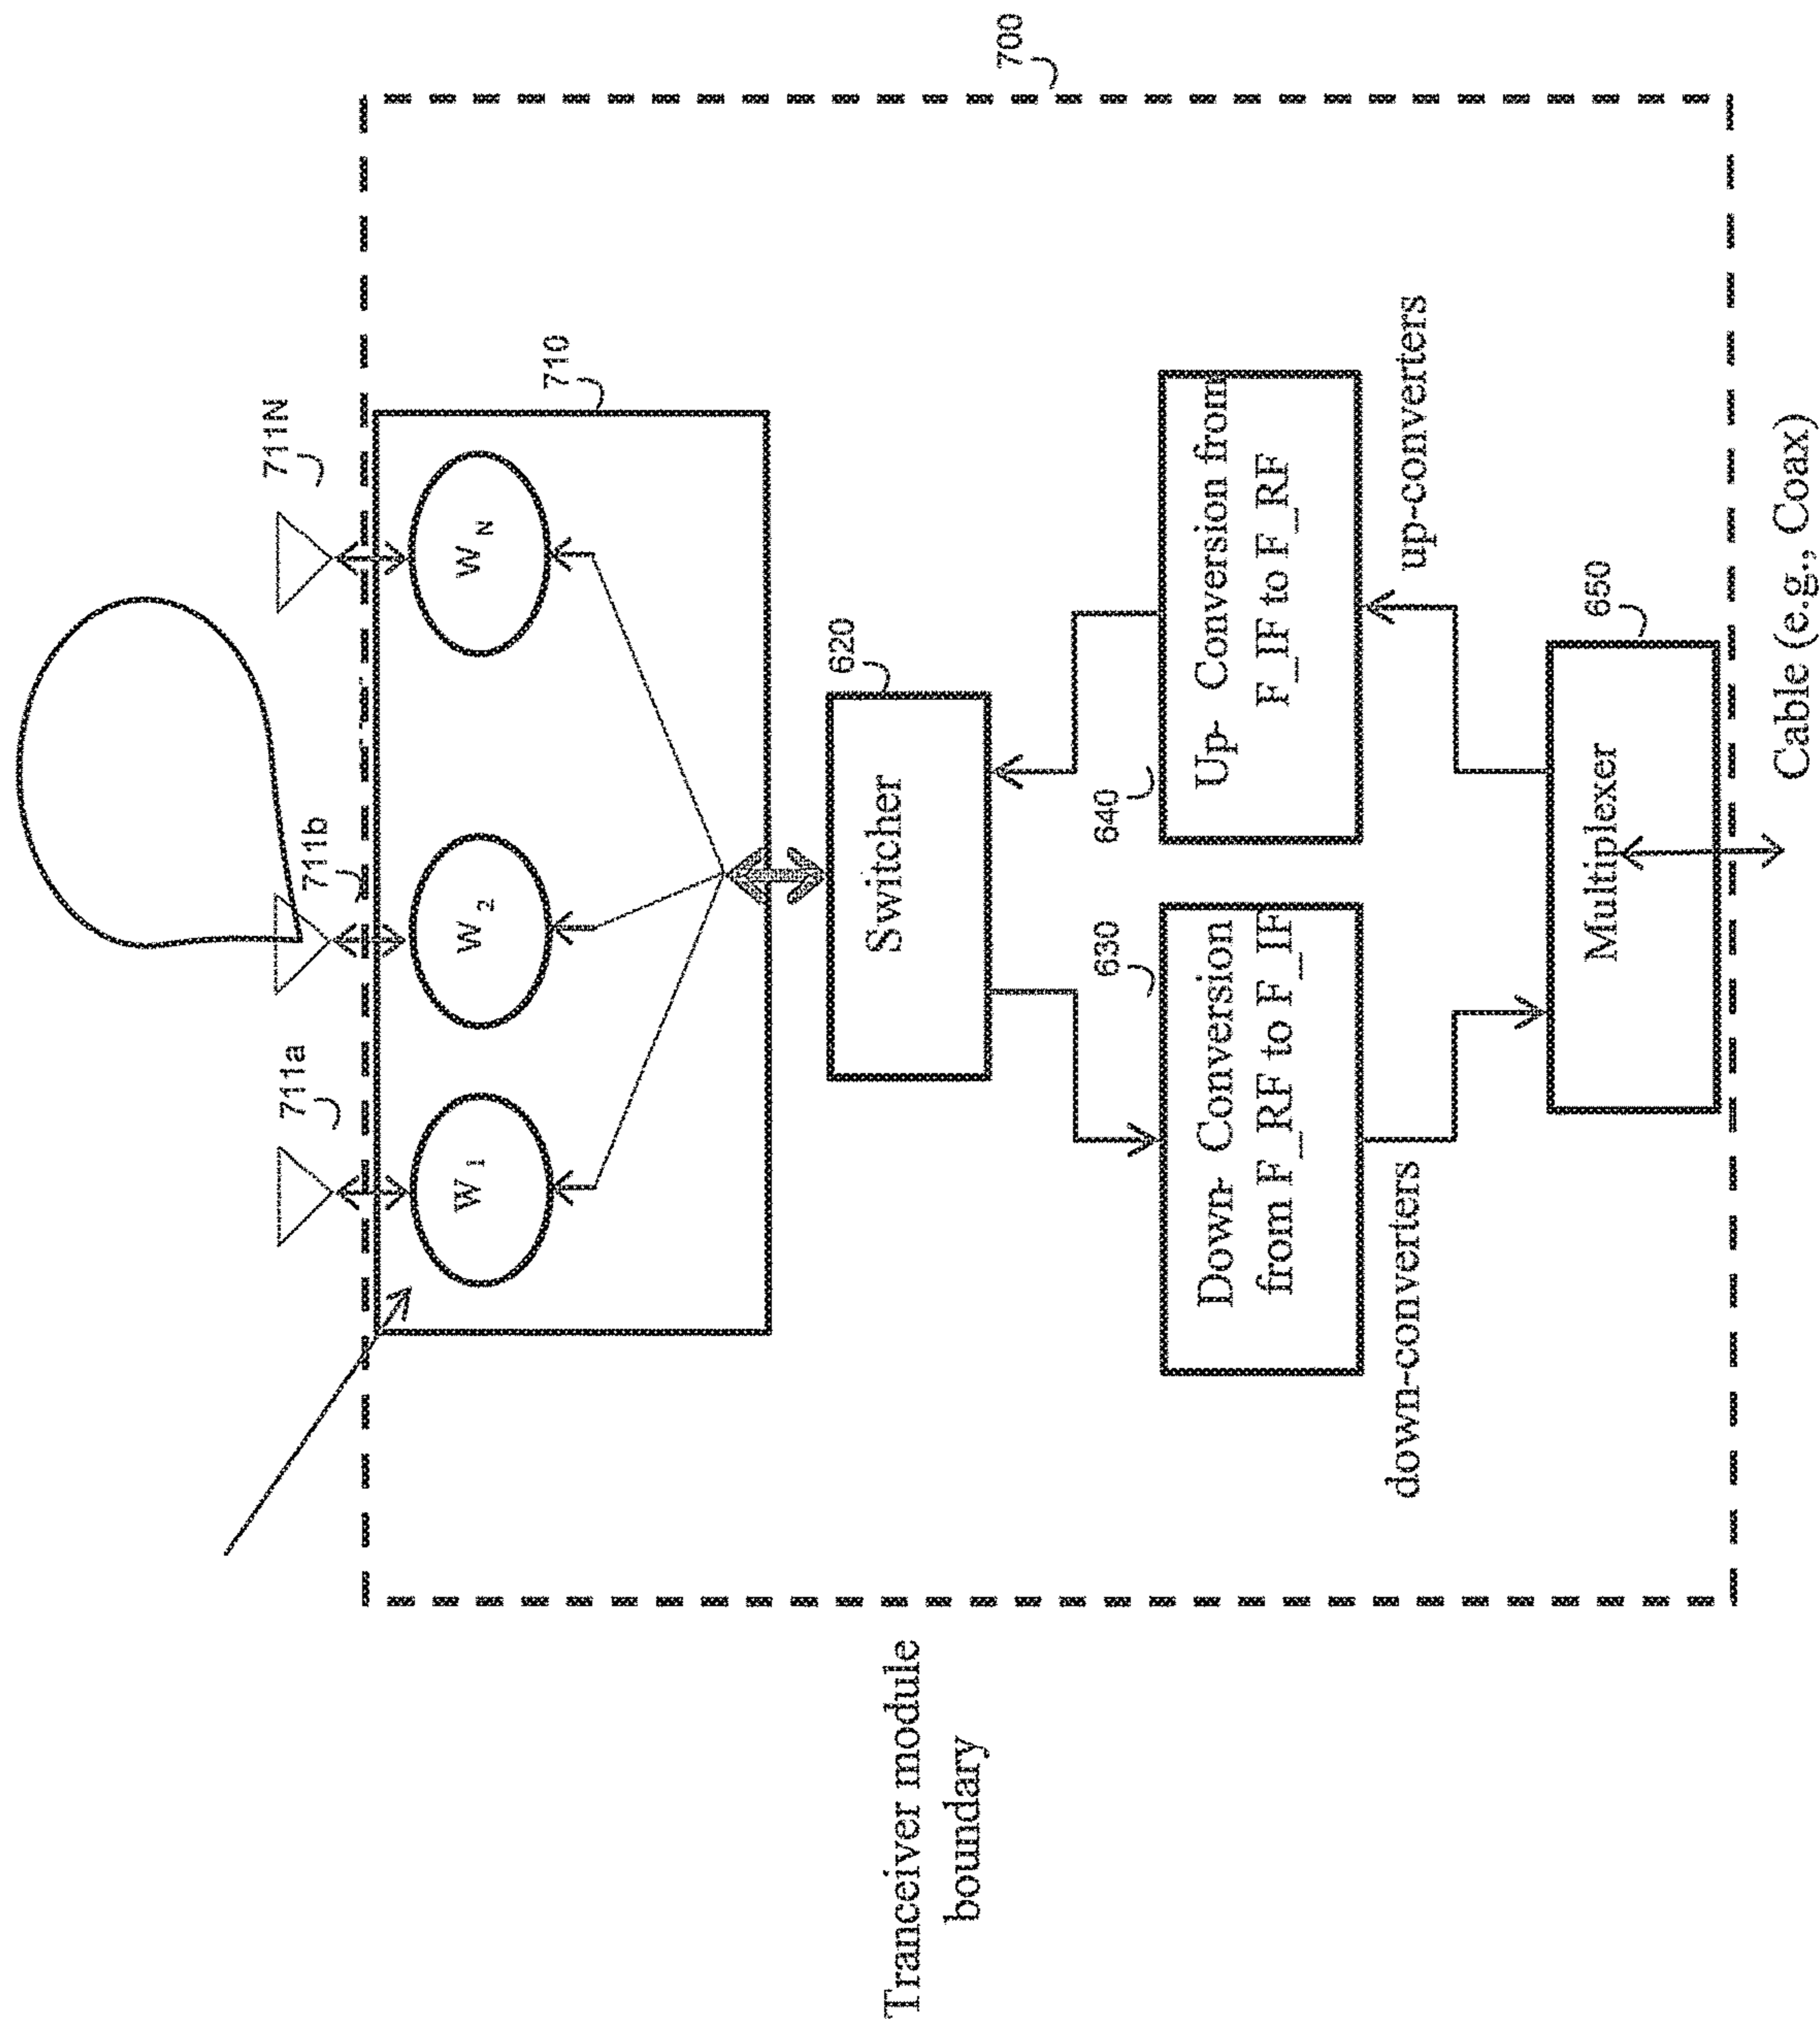 Tranceiver module
boundary
711a
711b
711N
W 1
W 2
W N
710
700
Switcher
620
630
Down- Conversion
from F_RF to F_IF
640
Up- Conversion from
F_IF to F_RF
down-converters
up-converters
Multiplexer
650
Cable (e.g., Coax)